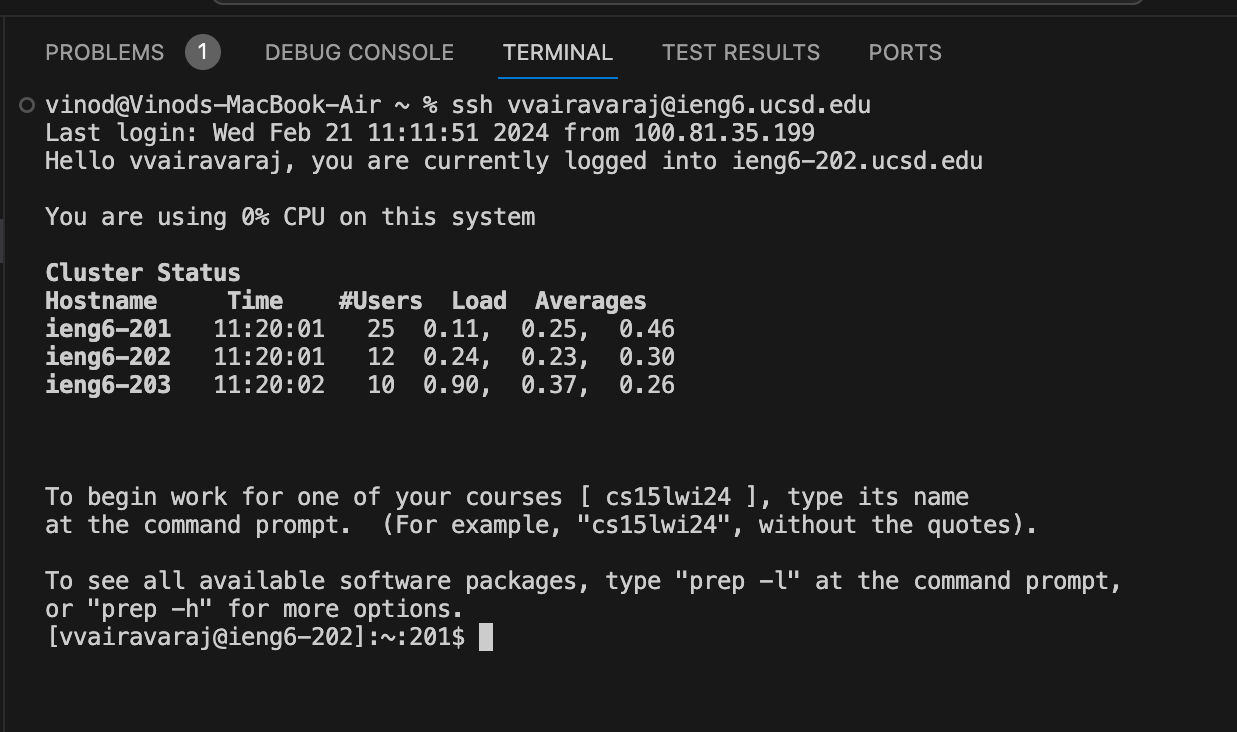 PROBLEMS 1 DEBUG CONSOLE TERMINAL TEST RESULTS PORTS
vinod@Vinods-MacBook-Air ~ % ssh vvairavaraj@ieng6.ucsd.edu
Last login: Wed Feb 21 11:11:51 2024 from 100.81.35.199
Hello vvairavaraj, you are currently logged into ieng6-202.ucsd.edu
You are using 0% CPU on this system
Cluster Status
Hostname Time #Users Load Averages
ieng6-201 11:20:01 25 0.11, 0.25, 0.46
ieng6-202 11:20:01 12 0.24, 0.23, 0.30
ieng6-203 11:20:02 10 0.90, 0.37, 0.26
To begin work for one of your courses [ cs15lwi24 ], type its name
at the command prompt. (For example, "cs15lwi24", without the quotes).
To see all available software packages, type "prep -l" at the command prompt,
or "prep -h" for more options.
[vvairavaraj@ieng6-202]:~:201$